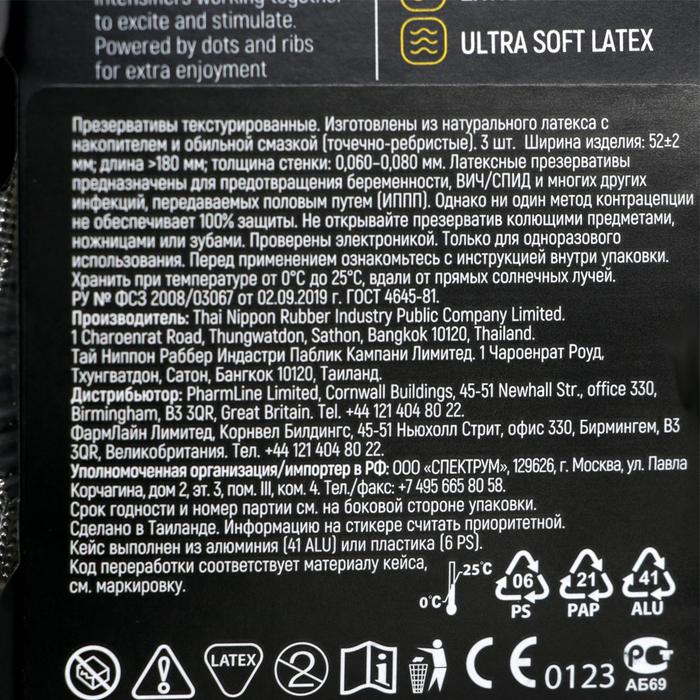 to excite and stimulate.
Powered by dots and ribs
for extra enjoyment
ULTRA SOFT LATEX
Презервативы текстурированные. Изготовлены из натурального латекса с
накопителем и обильной смазкой (точечно-ребристые). 3 шт. Ширина изделия: 52±2
мм; длина >180 мм; толщина стенки: 0,060-0,080 мм. Латексные презервативы
предназначены для предотвращения беременности, ВИЧ/СПИД и многих других
инфекций, передаваемых половым путем (ИППП). Однако ни один метод контрацепции
не обеспечивает 100% защиты. Не открывайте презерватив колющими предметами,
ножницами или зубами. Проверены электроникой. Только для одноразового
использования. Перед применением ознакомьтесь с инструкцией внутри упаковки.
Хранить при температуре от 0°С до 25°С, вдали от прямых солнечных лучей.
РУ № ФСЗ 2008/03067 от 02.09.2019 г. ГОСТ 4645-81.
Производитель: Thai Nippon Rubber Industry Public Company Limited.
1 Charoenrat Road, Thungwatdon, Sathon, Bangkok 10120, Thailand.
Тай Ниппон Раббер Индастри Паблик Кампани Лимитед. 1 Чароенрат Роуд,
Тхунгватдон, Сатон, Бангкок 10120, Таиланд.
Дистрибьютор: PharmLine Limited, Cornwall Buildings, 45-51 Newhall Str., office 330,
Birmingham, B3 3QR, Great Britain. Tel. +44 121 404 80 22.
ФармЛайн Лимитед, Корнвел Билдингс, 45-51 Ньюхолл Стрит, офис 330, Бирмингем, B3
3QR, Великобритания. Тел. +44 121 404 80 22.
Уполномоченная организация/импортер в РФ: ООО «СПЕКТРУМ», 129626, г. Москва, ул. Павла
Корчагина, дом 2, эт. 3, пом. III, ком. 4. Тел./факс: +7 495 665 80 58.
Срок годности и номер партии см. на боковой стороне упаковки.
Сделано в Таиланде. Информацию на стикере считать приоритетной.
Кейс выполнен из алюминия (41 ALU) или пластика (6 PS).
Код переработки соответствует материалу кейса,
см. маркировку.
25°C
0°C
06
PS
21
PAP
41
ALU
LATEX
2
CE 0123
РСТ
АБ69